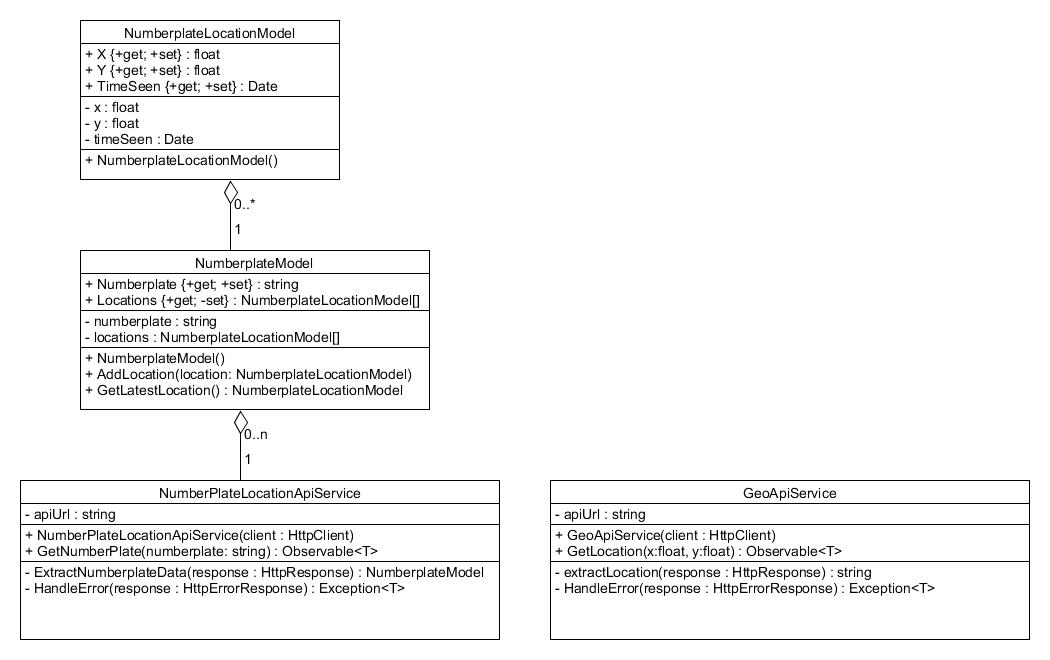 NumberplateLocationModel
+ X {+get; +set} : float
+ Y {+get; +set} : float
+ TimeSeen {+get; +set} : Date
- x : float
- y : float
- timeSeen : Date
+ NumberplateLocationModel()
0..*
1
NumberplateModel
+ Numberplate {+get; +set} : string
+ Locations {+get; -set} : NumberplateLocationModel[]
- numberplate : string
- locations : NumberplateLocationModel[]
+ NumberplateModel()
+ AddLocation(location: NumberplateLocationModel)
+ GetLatestLocation() : NumberplateLocationModel
0..n
1
NumberPlateLocationApiService
- apiUrl : string
+ NumberPlateLocationApiService(client : HttpClient)
+ GetNumberPlate(numberplate: string) : Observable<T>
- ExtractNumberplateData(response : HttpResponse) : NumberplateModel
- HandleError(response : HttpErrorResponse) : Exception<T>
GeoApiService
- apiUrl : string
+ GeoApiService(client : HttpClient)
+ GetLocation(x:float, y:float) : Observable<T>
- extractLocation(response : HttpResponse) : string
- HandleError(response : HttpErrorResponse) : Exception<T>